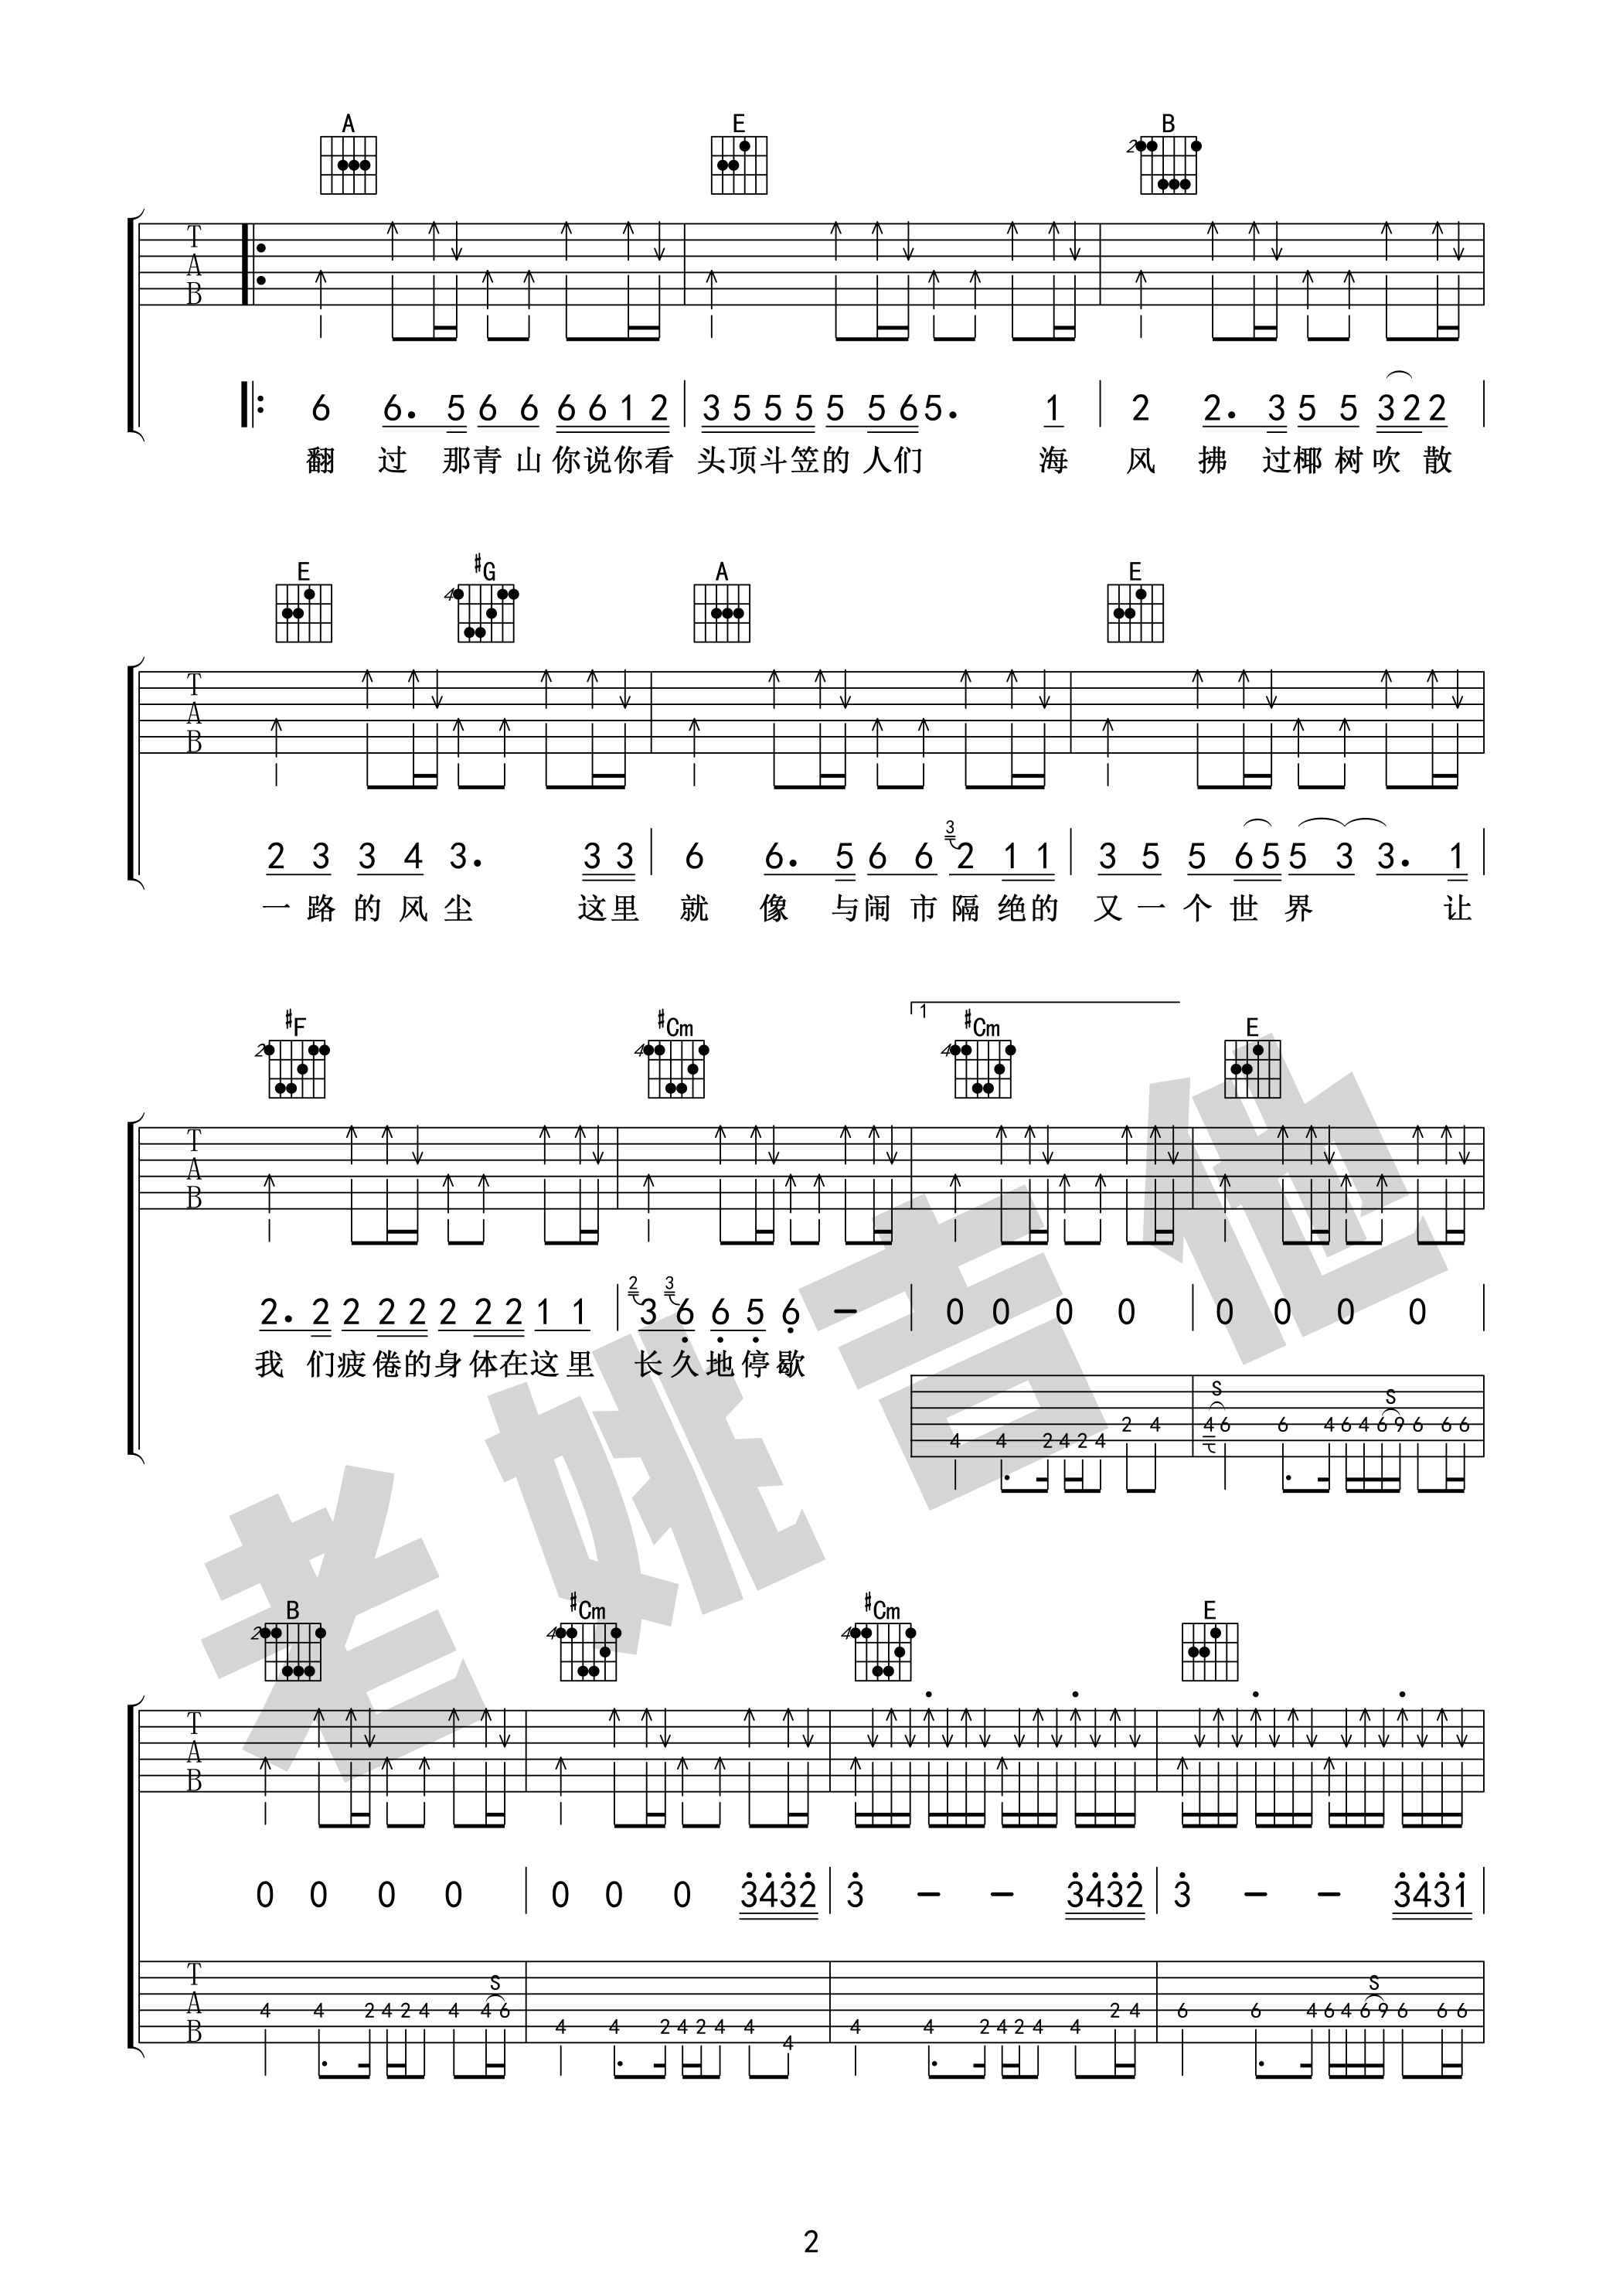 A E B
2
T A B
6 6. 5 6 6 6 6 1 2 3 5 5 5 5 5 6 5. 1 2 2. 3 5 5 3 2 2
翻 过 那青 山 你说你看 头顶斗笠的 人们 海 风 拂 过椰 树 吹 散
E #G A E
4
T A B
2 3 3 4 3. 3 3 6 6. 5 6 6 3 2 1 1 3 5 5 6 5 5 3 3. 1
一 路 的 风 尘 这里 就 像 与闹 市 隔 绝的 又 一 个 世 界 让
1
#F #Cm #Cm E
2 4 4
T A B
2. 2 2 2 2 2 2 2 1 1 2 3 3 6 6 5 6 – 0 0 0 0 0 0 0 0
我 们疲 倦的 身 体在 这 里 长 久 地 停 歇
S S
4 4 2 4 2 4 2 4 4 6 6 4 6 4 6 9 6 6 6
B #Cm #Cm E
2 4 4
T A B
0 0 0 0 0 0 0 3432 3 – – 3432 3 – – 3431
S S
T A B
4 4 2 4 2 4 4 4 6 4 4 2 4 2 4 4 4 4 4 2 4 2 4 4 2 4 6 6 4 6 4 6 9 6 6 6
老姚吉他
2